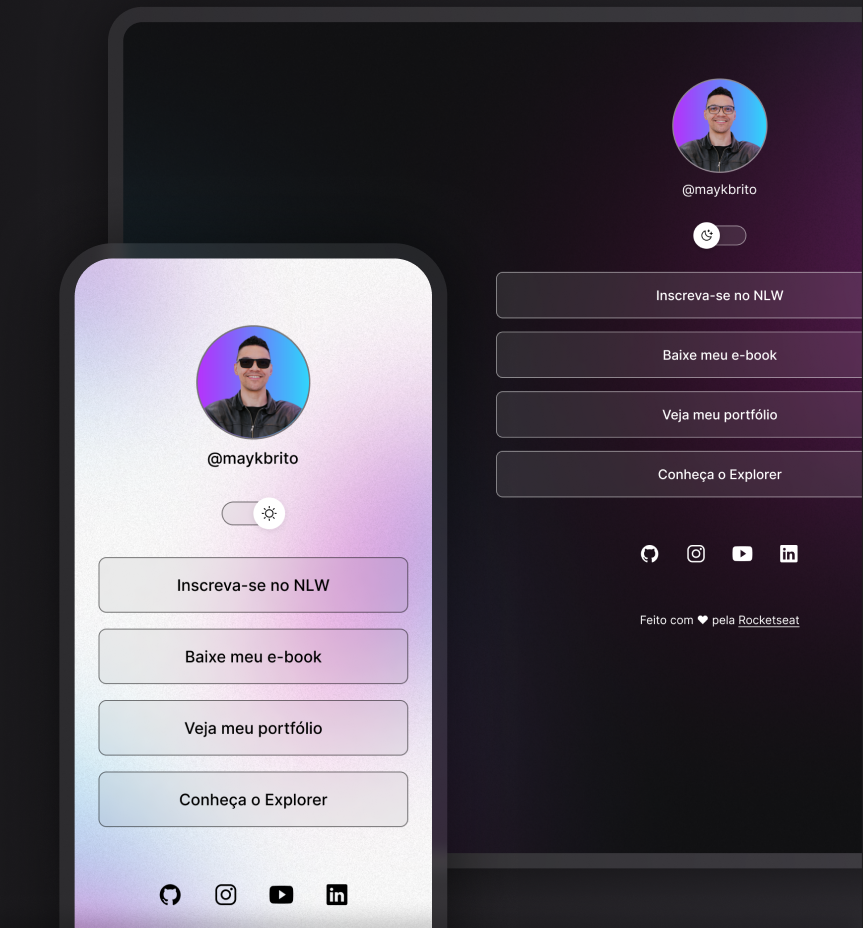 @maykbrito
Inscreva-se no NLW
Baixe meu e-book
Veja meu portfólio
Conheça o Explorer
Feito com ♥ pela Rocketseat
@maykbrito
Inscreva-se no NLW
Baixe meu e-book
Veja meu portfólio
Conheça o Explorer